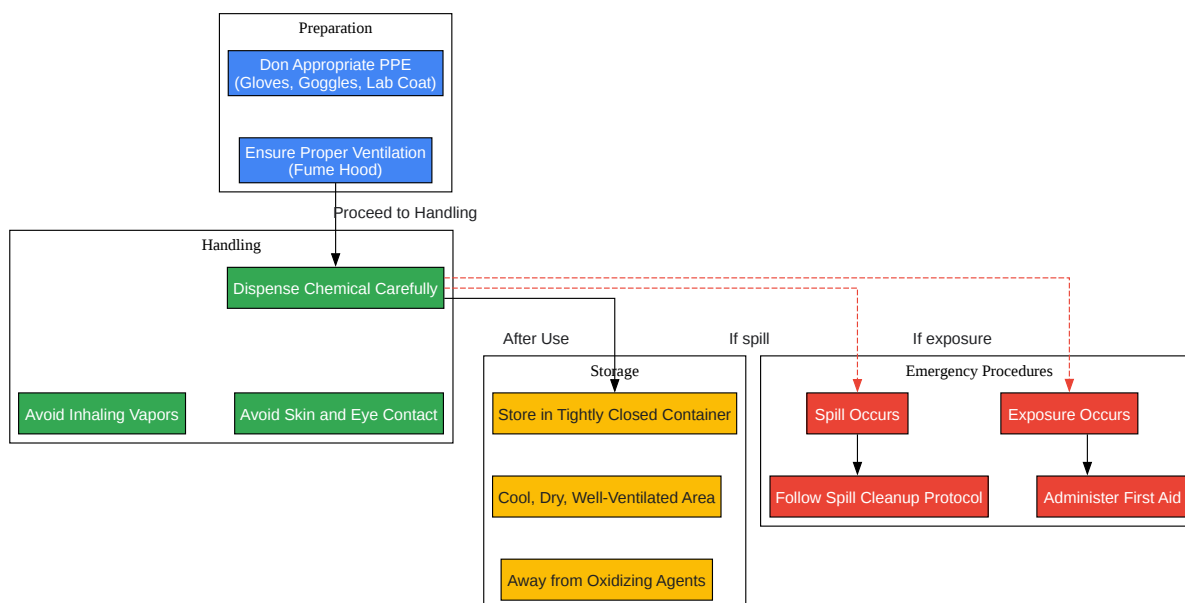 Preparation
Don Appropriate PPE
(Gloves, Goggles, Lab Coat)
Ensure Proper Ventilation
(Fume Hood)
Proceed to Handling
Handling
Dispense Chemical Carefully
Avoid Inhaling Vapors
Avoid Skin and Eye Contact
After Use
If spill
If exposure
Storage
Store in Tightly Closed Container
Cool, Dry, Well-Ventilated Area
Away from Oxidizing Agents
Emergency Procedures
Spill Occurs
Exposure Occurs
Follow Spill Cleanup Protocol
Administer First Aid